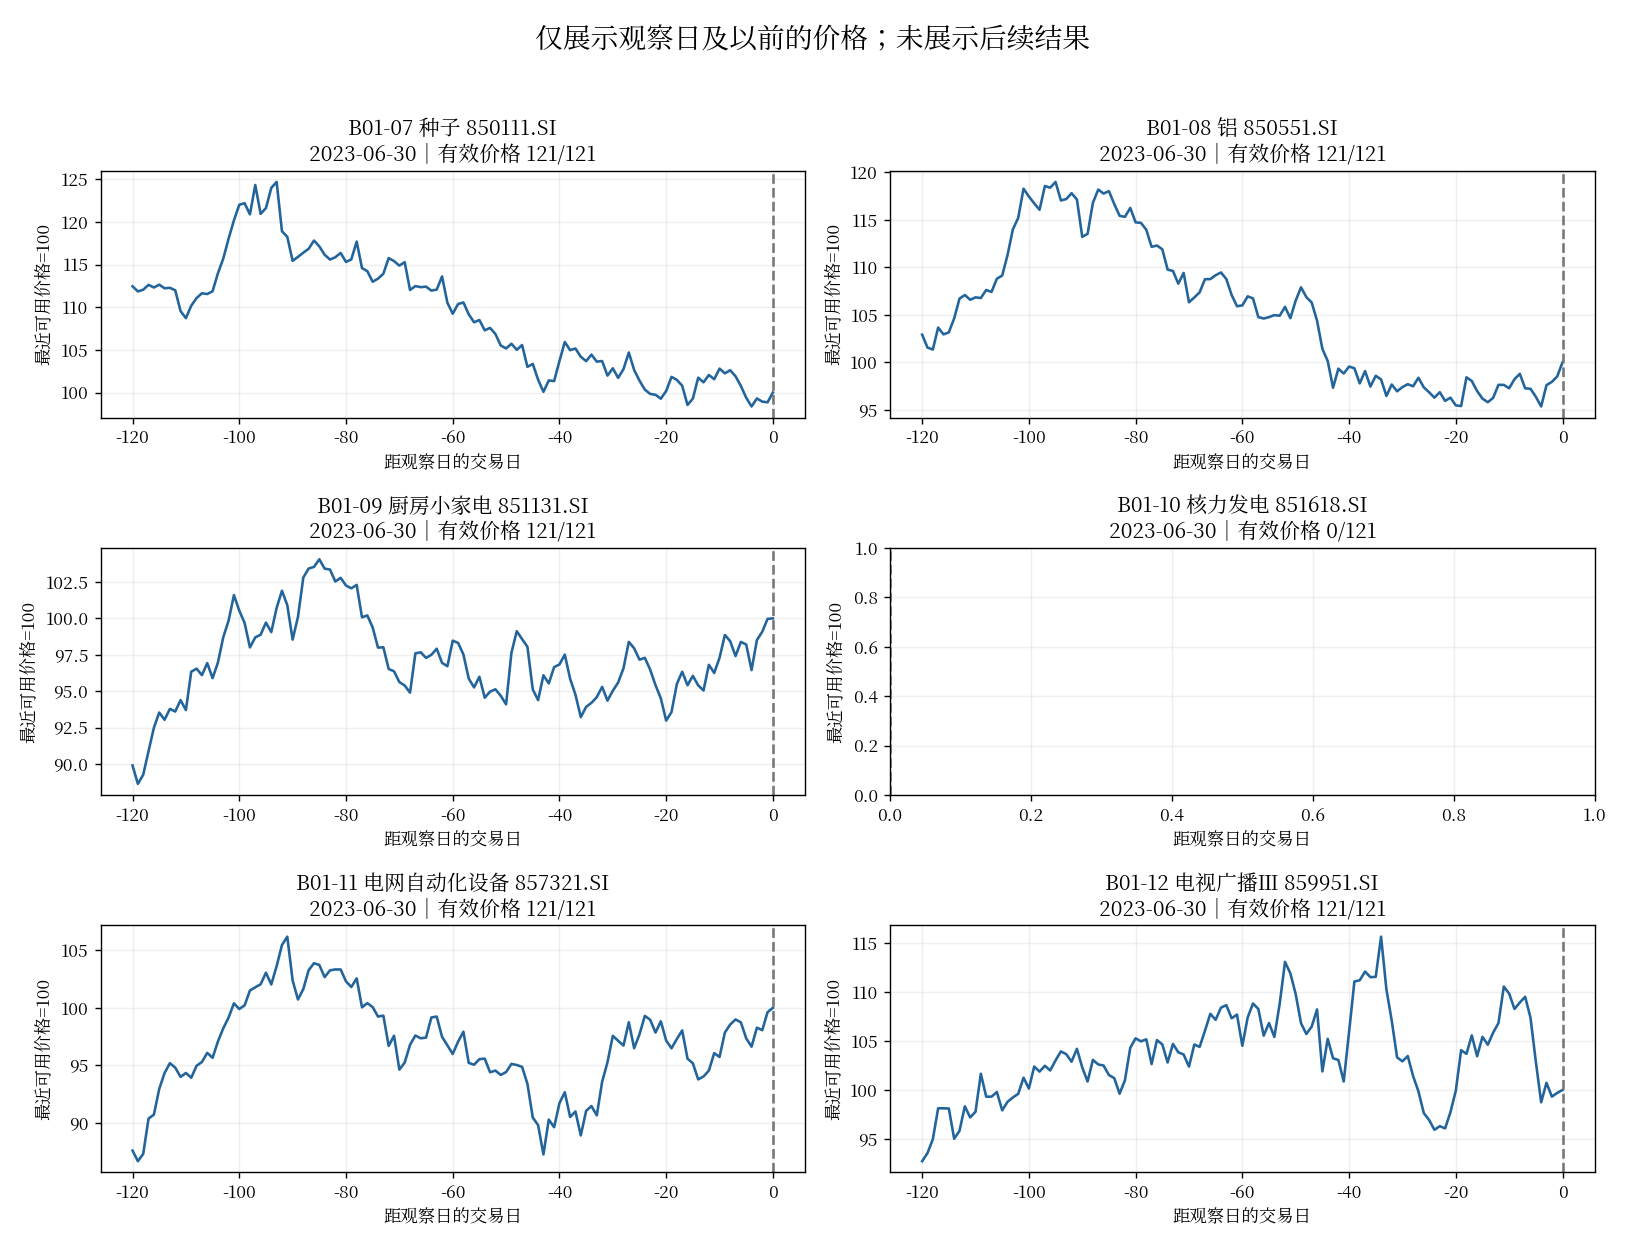 仅展示观察日及以前的价格；未展示后续结果
B01-07 种子 850111.SI
2023-06-30｜有效价格 121/121
最近可用价格=100
125
120
115
110
105
100
-120 -100 -80 -60 -40 -20 0
距观察日的交易日
B01-08 铝 850551.SI
2023-06-30｜有效价格 121/121
最近可用价格=100
120
115
110
105
100
95
-120 -100 -80 -60 -40 -20 0
距观察日的交易日
B01-09 厨房小家电 851131.SI
2023-06-30｜有效价格 121/121
最近可用价格=100
102.5
100.0
97.5
95.0
92.5
90.0
-120 -100 -80 -60 -40 -20 0
距观察日的交易日
B01-10 核力发电 851618.SI
2023-06-30｜有效价格 0/121
最近可用价格=100
1.0
0.8
0.6
0.4
0.2
0.0
0.0 0.2 0.4 0.6 0.8 1.0
距观察日的交易日
B01-11 电网自动化设备 857321.SI
2023-06-30｜有效价格 121/121
最近可用价格=100
105
100
95
90
-120 -100 -80 -60 -40 -20 0
距观察日的交易日
B01-12 电视广播Ⅲ 859951.SI
2023-06-30｜有效价格 121/121
最近可用价格=100
115
110
105
100
95
-120 -100 -80 -60 -40 -20 0
距观察日的交易日